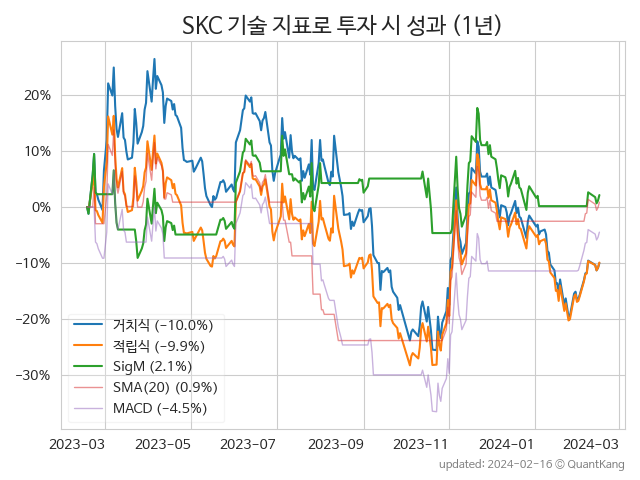 SKC 기술 지표로 투자 시 성과 (1년)
20%
10%
0%
−10%
−20%
−30%
거치식 (−10.0%)
적립식 (−9.9%)
SigM (2.1%)
SMA(20) (0.9%)
MACD (−4.5%)
2023−03 2023−05 2023−07 2023−09 2023−11 2024−01 2024−03
updated: 2024-02-16 © QuantKang